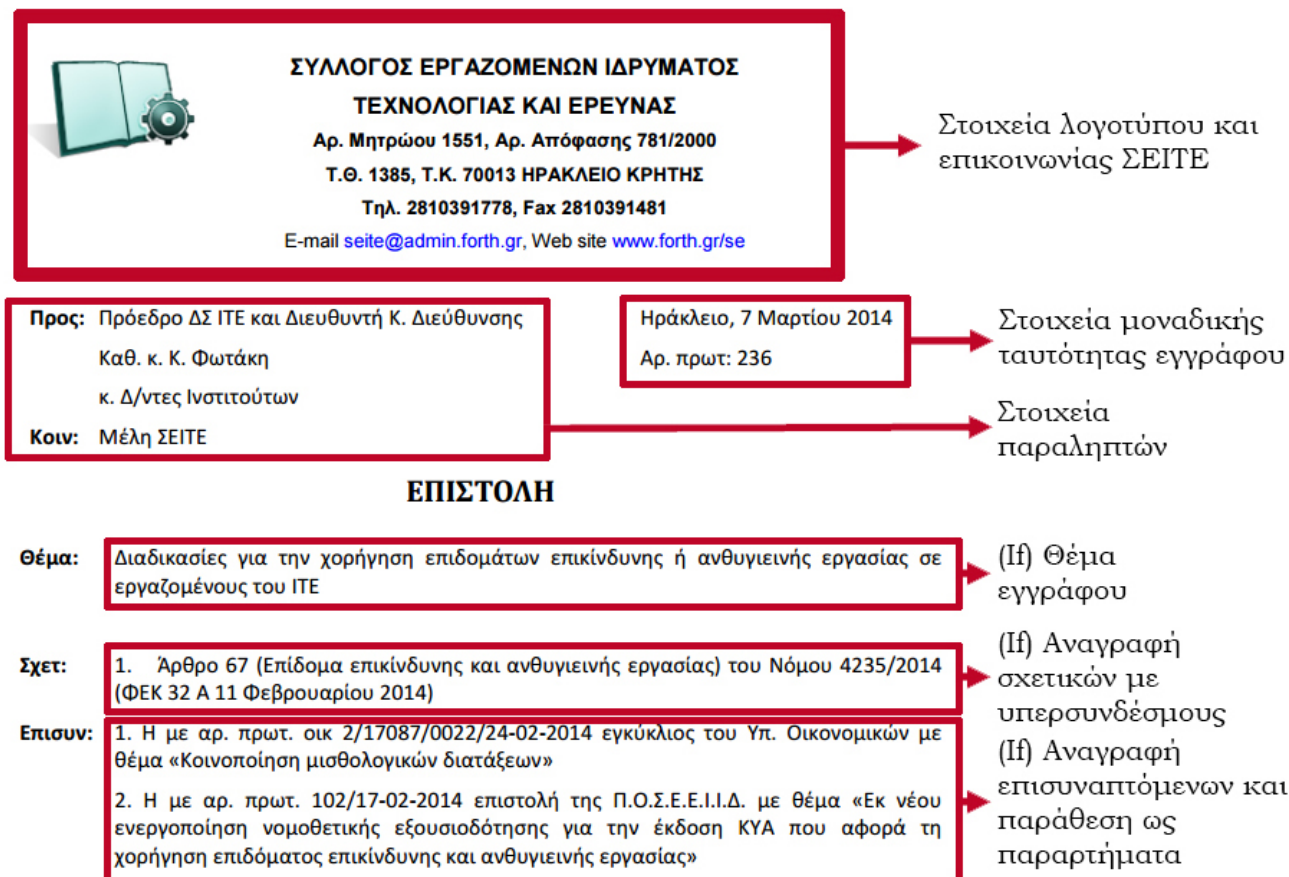 ΣΥΛΛΟΓΟΣ ΕΡΓΑΖΟΜΕΝΩΝ ΙΔΡΥΜΑΤΟΣ
ΤΕΧΝΟΛΟΓΙΑΣ ΚΑΙ ΕΡΕΥΝΑΣ
Αρ. Μητρώου 1551, Αρ. Απόφασης 781/2000
Τ.Θ. 1385, Τ.Κ. 70013 ΗΡΑΚΛΕΙΟ ΚΡΗΤΗΣ
Τηλ. 2810391778, Fax 2810391481
E-mail seite@admin.forth.gr, Web site www.forth.gr/se
Στοιχεία λογοτύπου και
επικοινωνίας ΣΕΙΤΕ
Προς: Πρόεδρο ΔΣ ΙΤΕ και Διευθυντή Κ. Διεύθυνσης
Καθ. κ. Κ. Φωτάκη
κ. Δ/ντες Ινστιτούτων
Κοιν: Μέλη ΣΕΙΤΕ
Ηράκλειο, 7 Μαρτίου 2014
Αρ. πρωτ: 236
Στοιχεία μοναδικής
ταυτότητας εγγράφου
Στοιχεία
παραληπτών
ΕΠΙΣΤΟΛΗ
Θέμα: Διαδικασίες για την χορήγηση επιδομάτων επικίνδυνης ή ανθυγιεινής εργασίας σε
εργαζομένους του ΙΤΕ
(If) Θέμα
εγγράφου
Σχετ: 1. Άρθρο 67 (Επίδομα επικίνδυνης και ανθυγιεινής εργασίας) του Νόμου 4235/2014
(ΦΕΚ 32 Α 11 Φεβρουαρίου 2014)
(If) Αναγραφή
σχετικών με
υπερσυνδέσμους
Επισυν: 1. Η με αρ. πρωτ. οικ 2/17087/0022/24-02-2014 εγκύκλιος του Υπ. Οικονομικών με
θέμα «Κοινοποίηση μισθολογικών διατάξεων»
2. Η με αρ. πρωτ. 102/17-02-2014 επιστολή της Π.Ο.Σ.Ε.Ε.Ι.Ι.Δ. με θέμα «Εκ νέου
ενεργοποίηση νομοθετικής εξουσιοδότησης για την έκδοση ΚΥΑ που αφορά τη
χορήγηση επιδόματος επικίνδυνης και ανθυγιεινής εργασίας»
(If) Αναγραφή
επισυναπτόμενων και
παράθεση ως
παραρτήματα